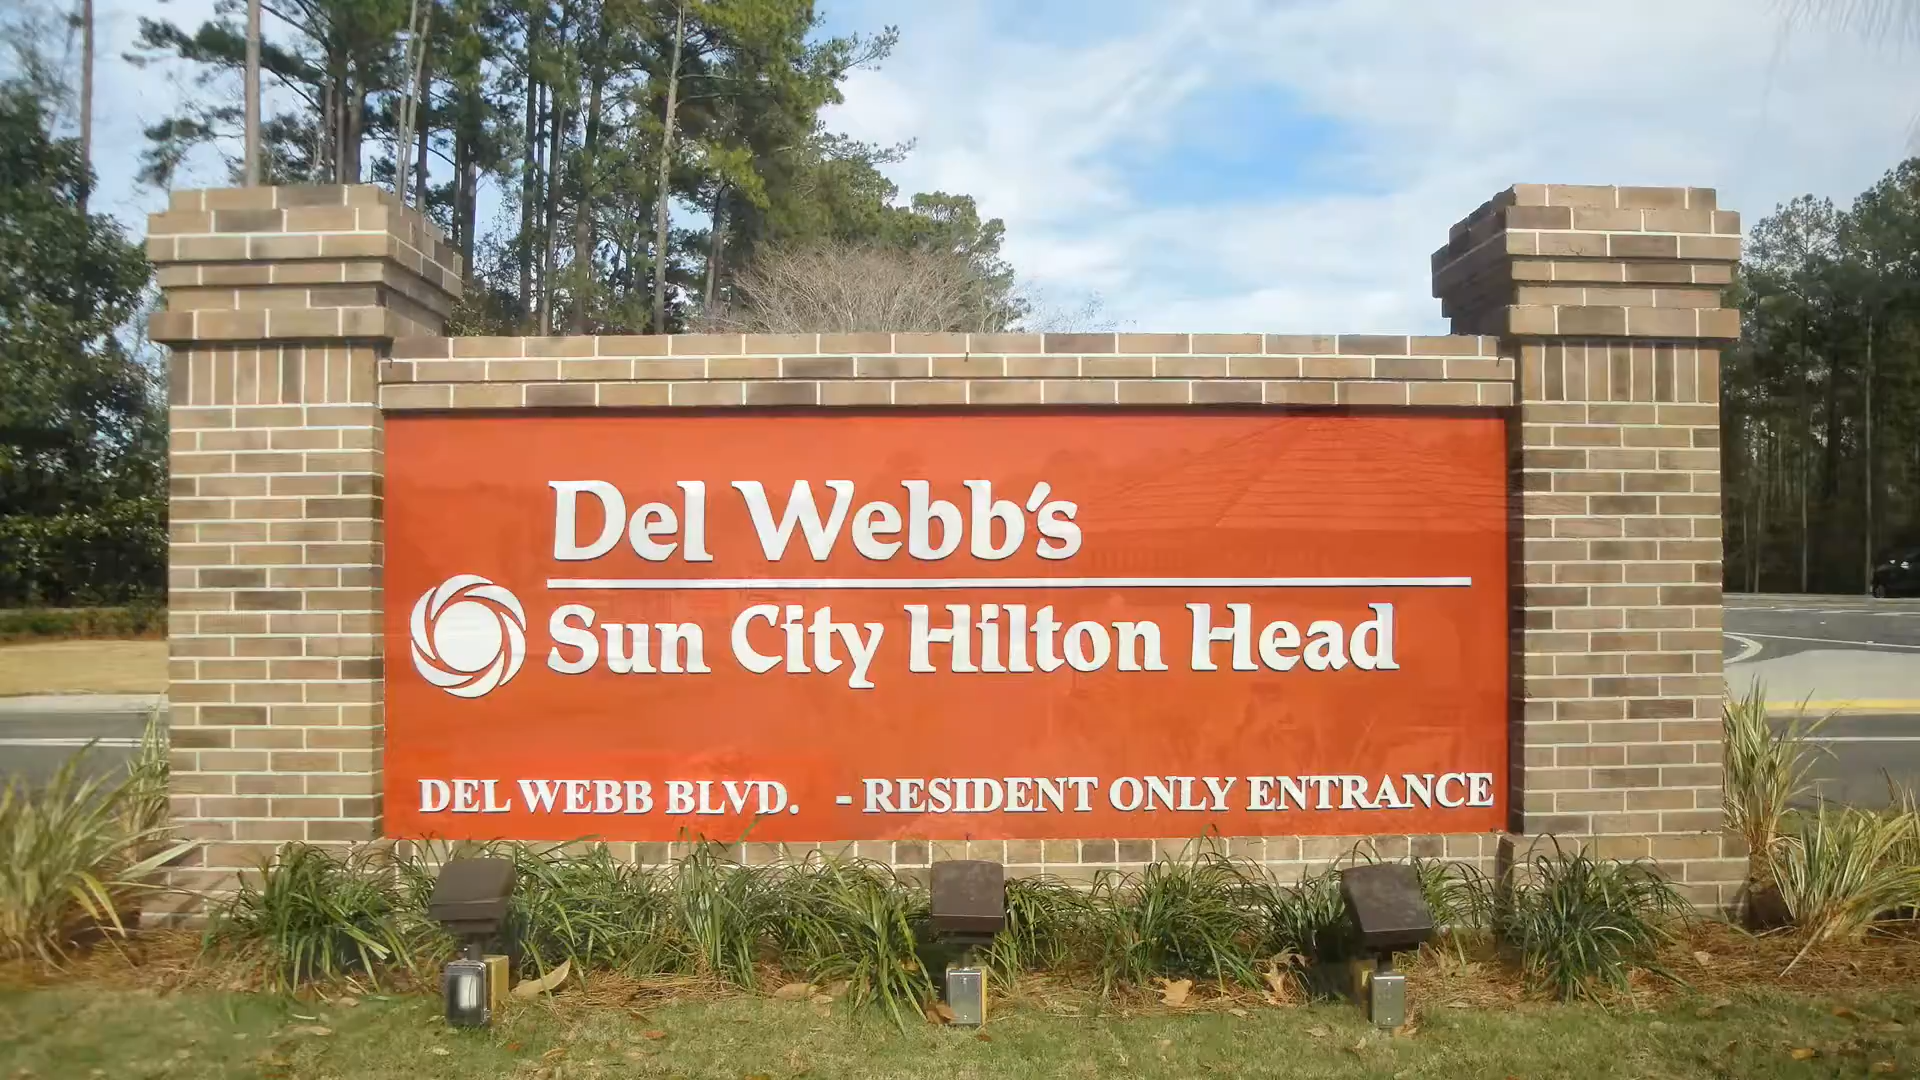 Del Webb's
Sun City Hilton Head
DEL WEBB BLVD. - RESIDENT ONLY ENTRANCE